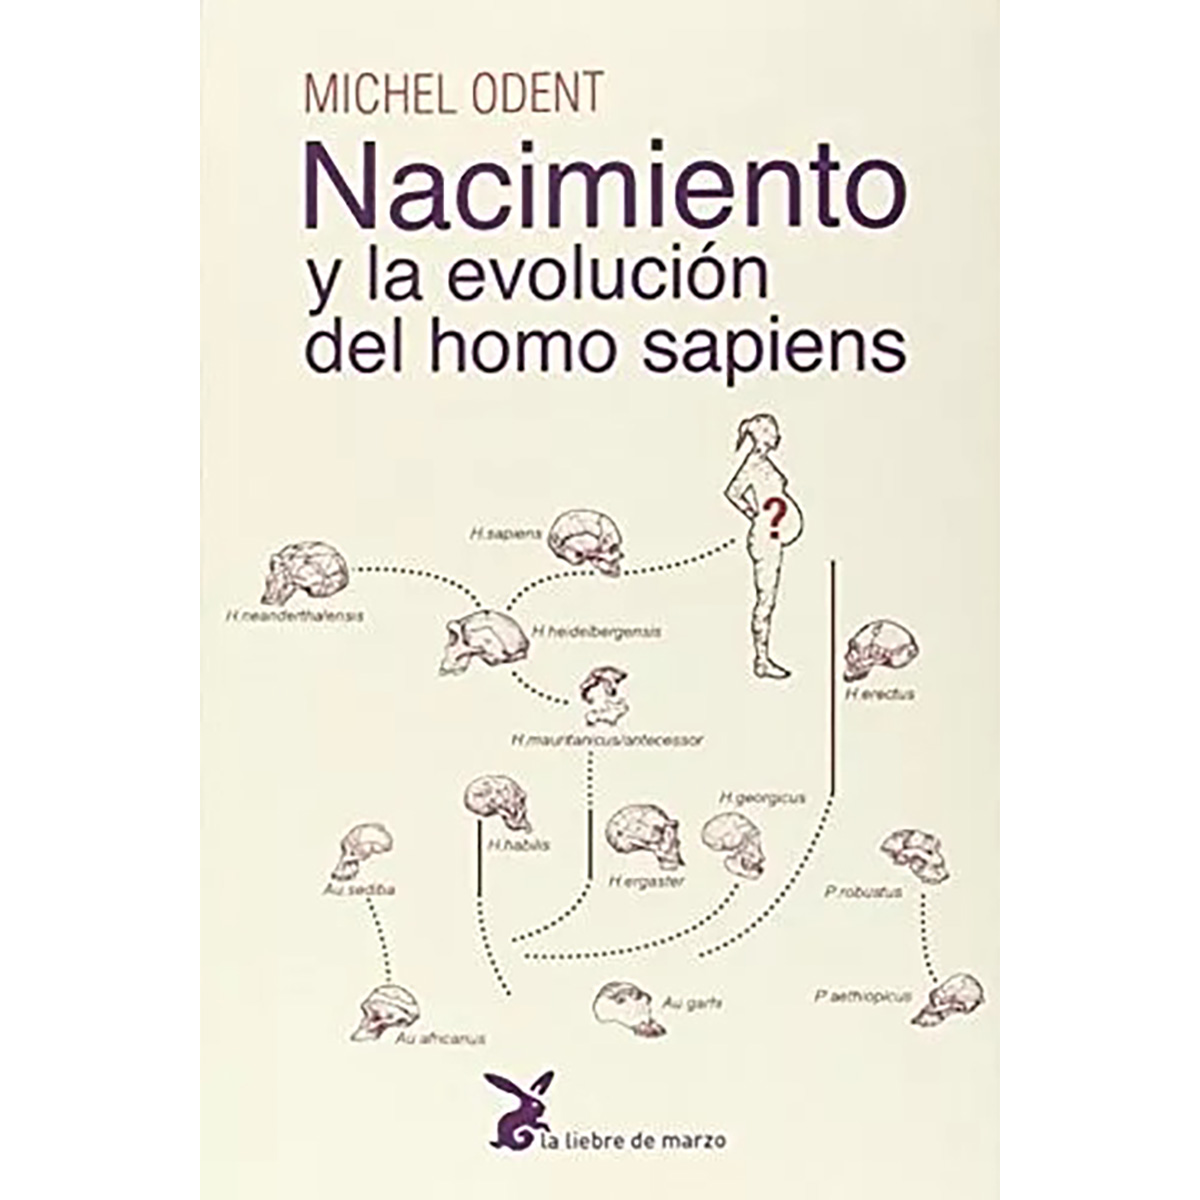 MICHEL ODENT
Nacimiento
y la evolución
del homo sapiens
?
H.sapiens
H.neanderthalensis
H.heidelbergensis
H.erectus
H.mauritanicus/antecessor
H.georgicus
H.habilis
H.ergaster
Au.sediba
P.robustus
Au garhi
P.aethiopicus
Au africanus
la liebre de marzo